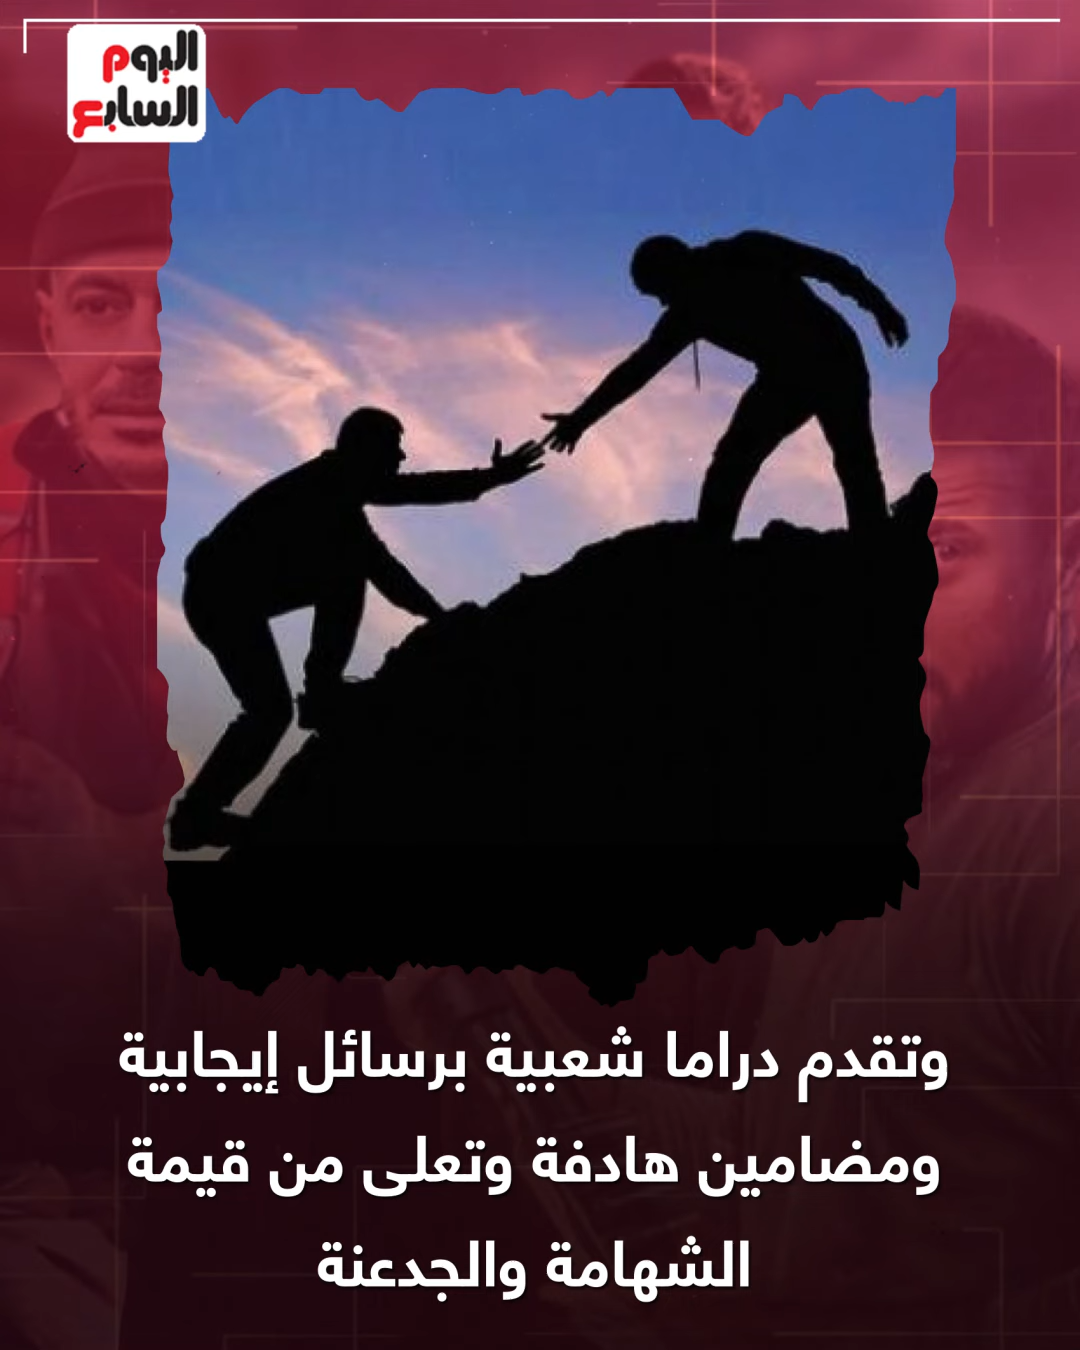 اليوم
السابع
وتقدم دراما شعبية برسائل إيجابية
ومضامين هادفة وتعلى من قيمة
الشهامة والجدعنة